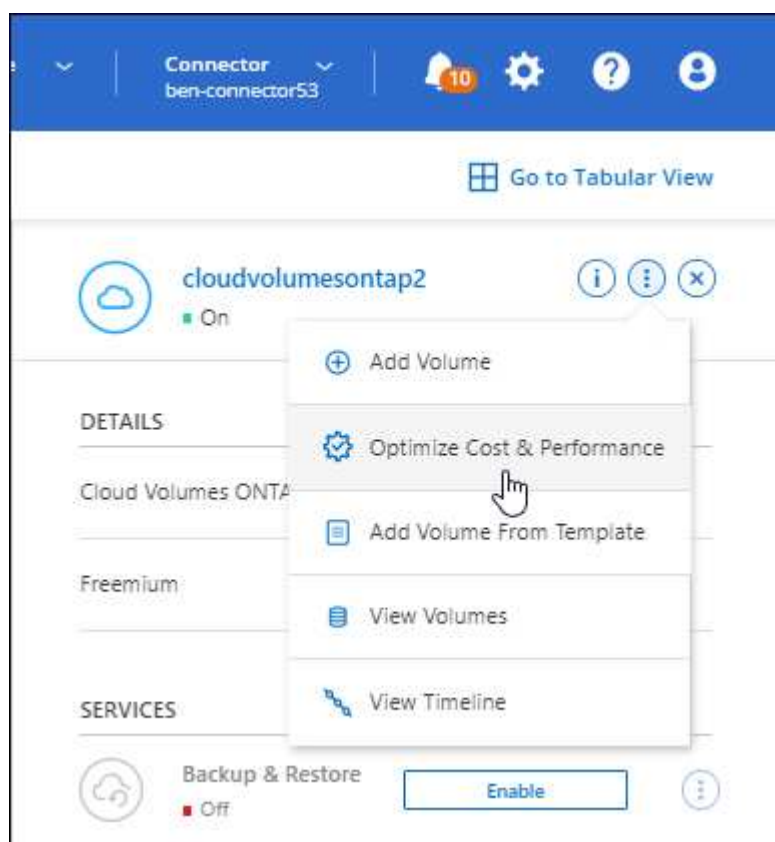 Connector
ben-connector53
10
Go to Tabular View
cloudvolumesontap2
On
Add Volume
DETAILS
Optimize Cost & Performance
Cloud Volumes ONTA
Add Volume From Template
Freemium
View Volumes
View Timeline
SERVICES
Backup & Restore
Off
Enable